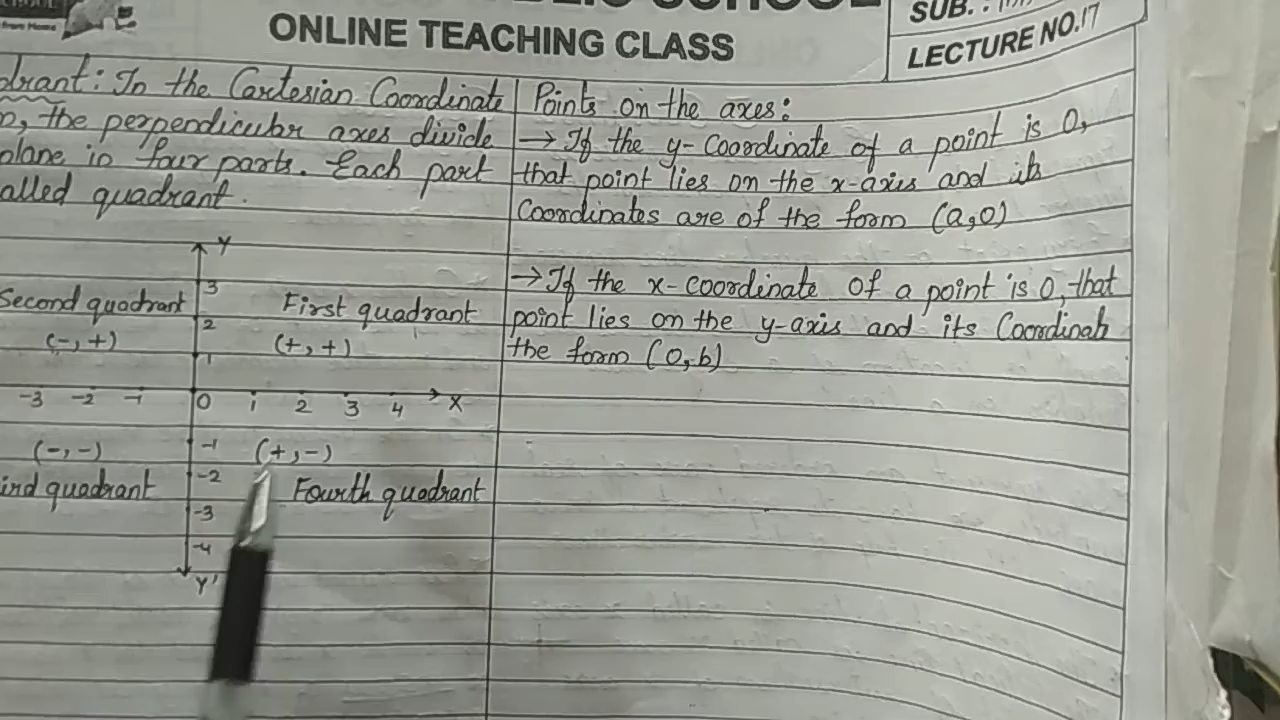 from Home
ONLINE TEACHING CLASS
SUB. :
LECTURE NO.17
drant: In the Cartesian Coordinate
the perpendicular axes divide
plane in four parts. Each part
alled quadrant.
Y
3
Second quadrant
First quadrant
2
(-, +)
(+, +)
1
-3 -2 -1 0 1 2 3 4 X
-1
(-, -)
(+, -)
-2
ird quadrant
Fourth quadrant
-3
-4
Y'
Points on the axes:
→ If the y-Coordinate of a point is 0,
that point lies on the x-axis and its
Coordinates are of the form (a,0)
→ If the x-coordinate of a point is 0, that
point lies on the y-axis and its Coordinats
the form (0, b)